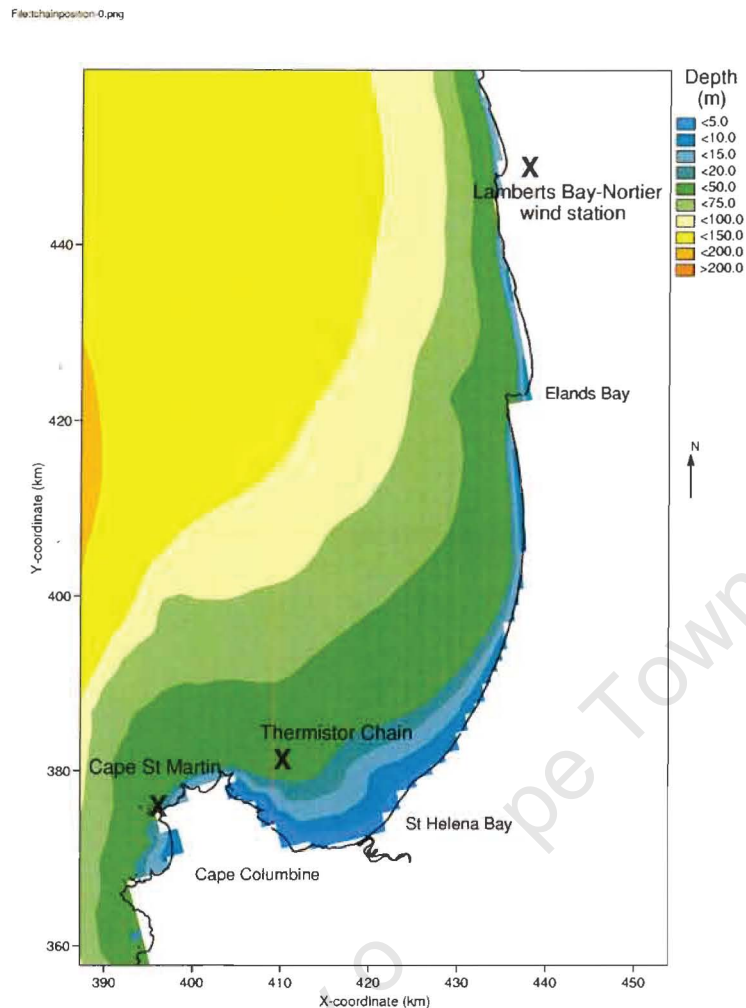 File:tchainposition-0.png
Depth
(m)
<5.0
<10.0
<15.0
<20.0
<50.0
<75.0
<100.0
<150.0
<200.0
>200.0
X
Lamberts Bay-Nortier
wind station
Elands Bay
N
Thermistor Chain
X
Cape St Martin
X
St Helena Bay
Cape Columbine
440
420
400
380
360
Y-coordinate (km)
390 400 410 420 430 440 450
X-coordinate (km)
pe Town
o